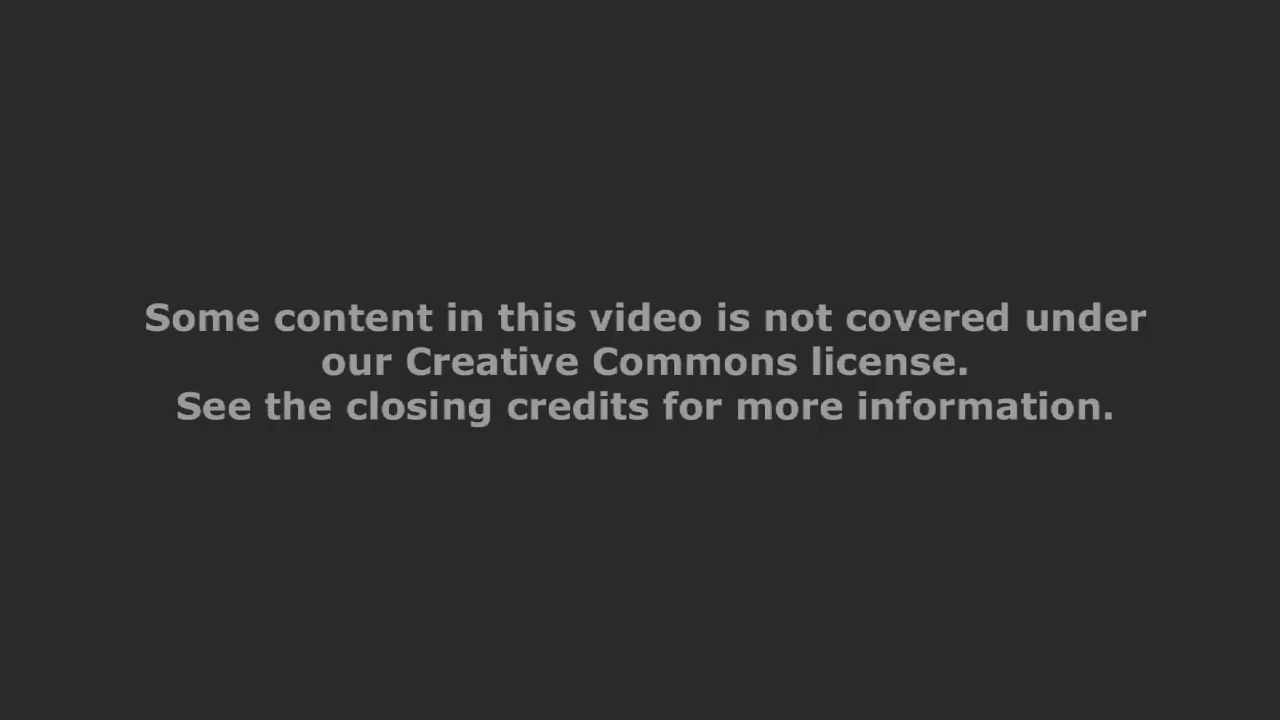 Some content in this video is not covered under
our Creative Commons license.
See the closing credits for more information.